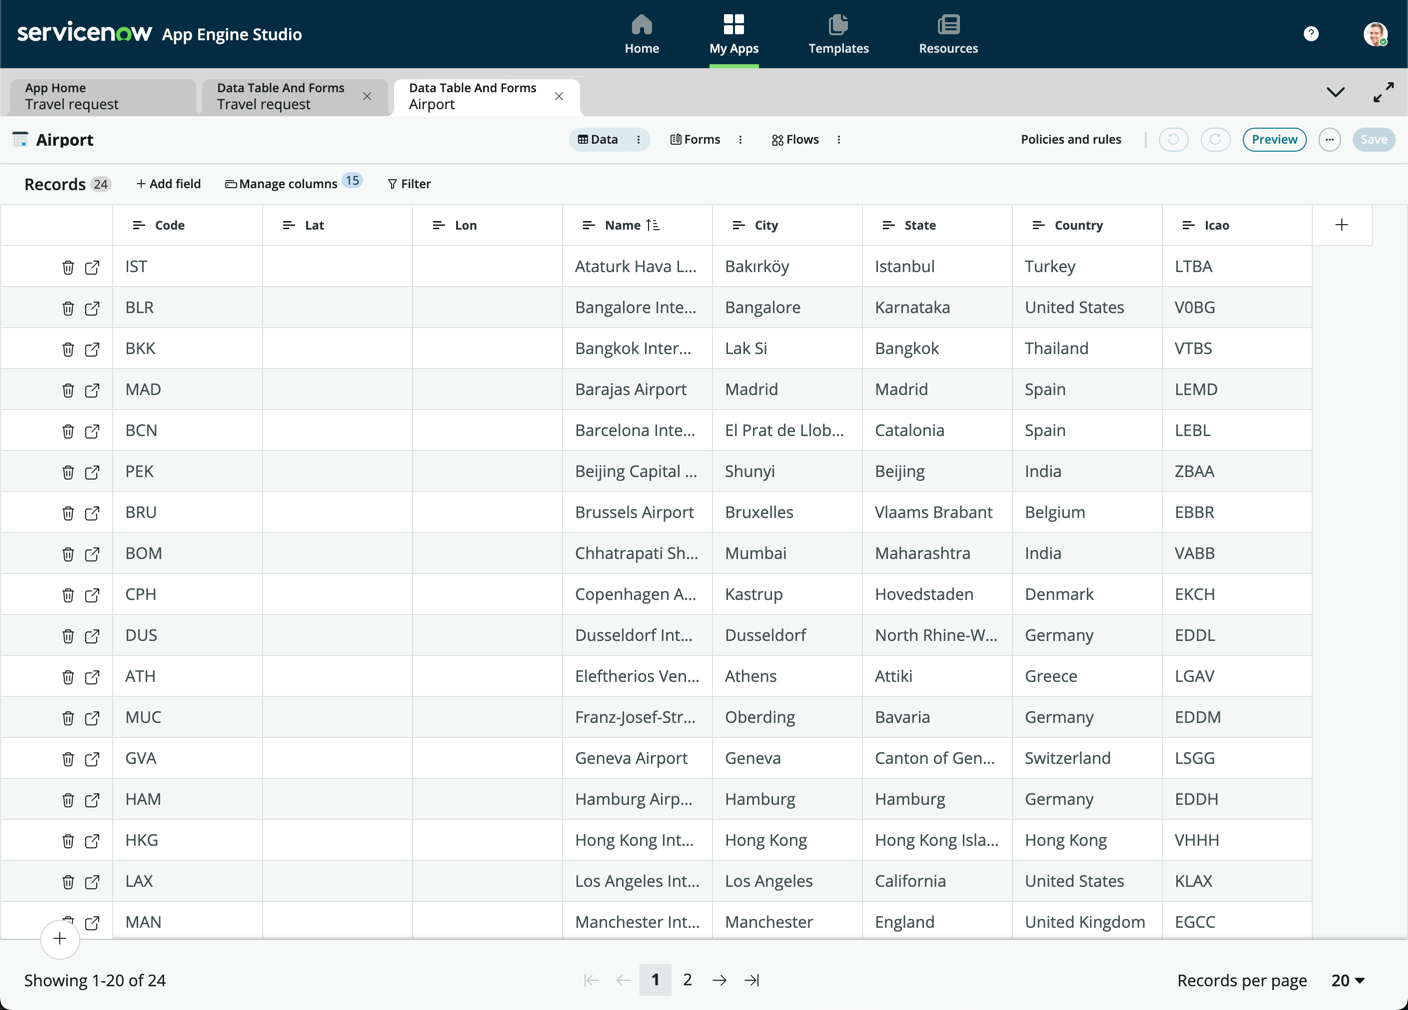 servicenow App Engine Studio
Home
My Apps
Templates
Resources
?
App Home
Travel request
Data Table And Forms
Travel request
Data Table And Forms
Airport
Airport
Data
Forms
Flows
Policies and rules
Preview
Save
Records 24
+ Add field
Manage columns 15
Filter
Code Lat Lon Name City State Country Icao
IST Ataturk Hava L... Bakırköy Istanbul Turkey LTBA
BLR Bangalore Inte... Bangalore Karnataka United States V0BG
BKK Bangkok Inter... Lak Si Bangkok Thailand VTBS
MAD Barajas Airport Madrid Madrid Spain LEMD
BCN Barcelona Inte... El Prat de Llob... Catalonia Spain LEBL
PEK Beijing Capital ... Shunyi Beijing India ZBAA
BRU Brussels Airport Bruxelles Vlaams Brabant Belgium EBBR
BOM Chhatrapati Sh... Mumbai Maharashtra India VABB
CPH Copenhagen A... Kastrup Hovedstaden Denmark EKCH
DUS Dusseldorf Int... Dusseldorf North Rhine-W... Germany EDDL
ATH Eleftherios Ven... Athens Attiki Greece LGAV
MUC Franz-Josef-Str... Oberding Bavaria Germany EDDM
GVA Geneva Airport Geneva Canton of Gen... Switzerland LSGG
HAM Hamburg Airp... Hamburg Hamburg Germany EDDH
HKG Hong Kong Int... Hong Kong Hong Kong Isla... Hong Kong VHHH
LAX Los Angeles Int... Los Angeles California United States KLAX
MAN Manchester Int... Manchester England United Kingdom EGCC
Showing 1-20 of 24
1 2
Records per page 20